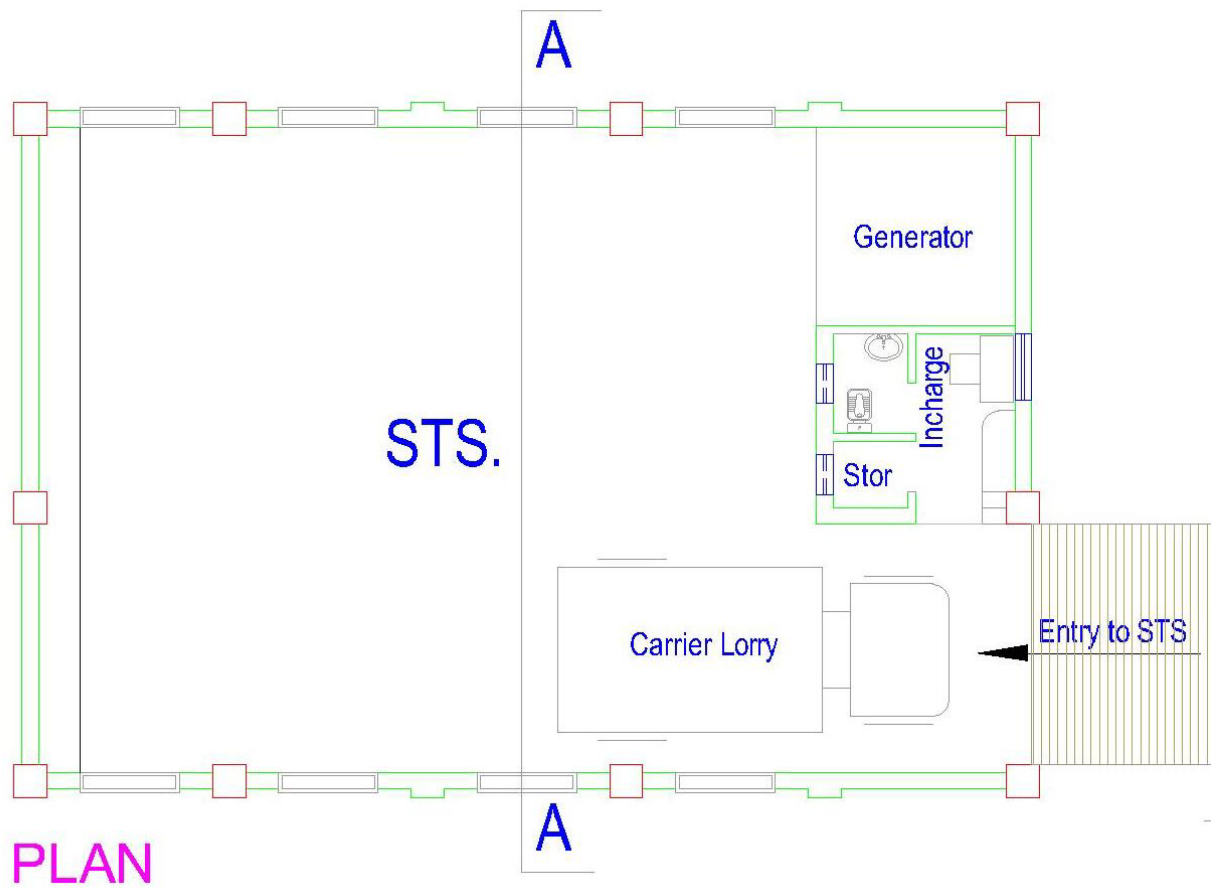 A
Generator
Incharge
STS.
Stor
Entry to STS
Carrier Lorry
A
PLAN